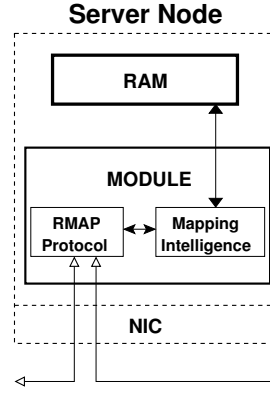 Server Node
RAM
MODULE
RMAP
Protocol
Mapping
Intelligence
NIC